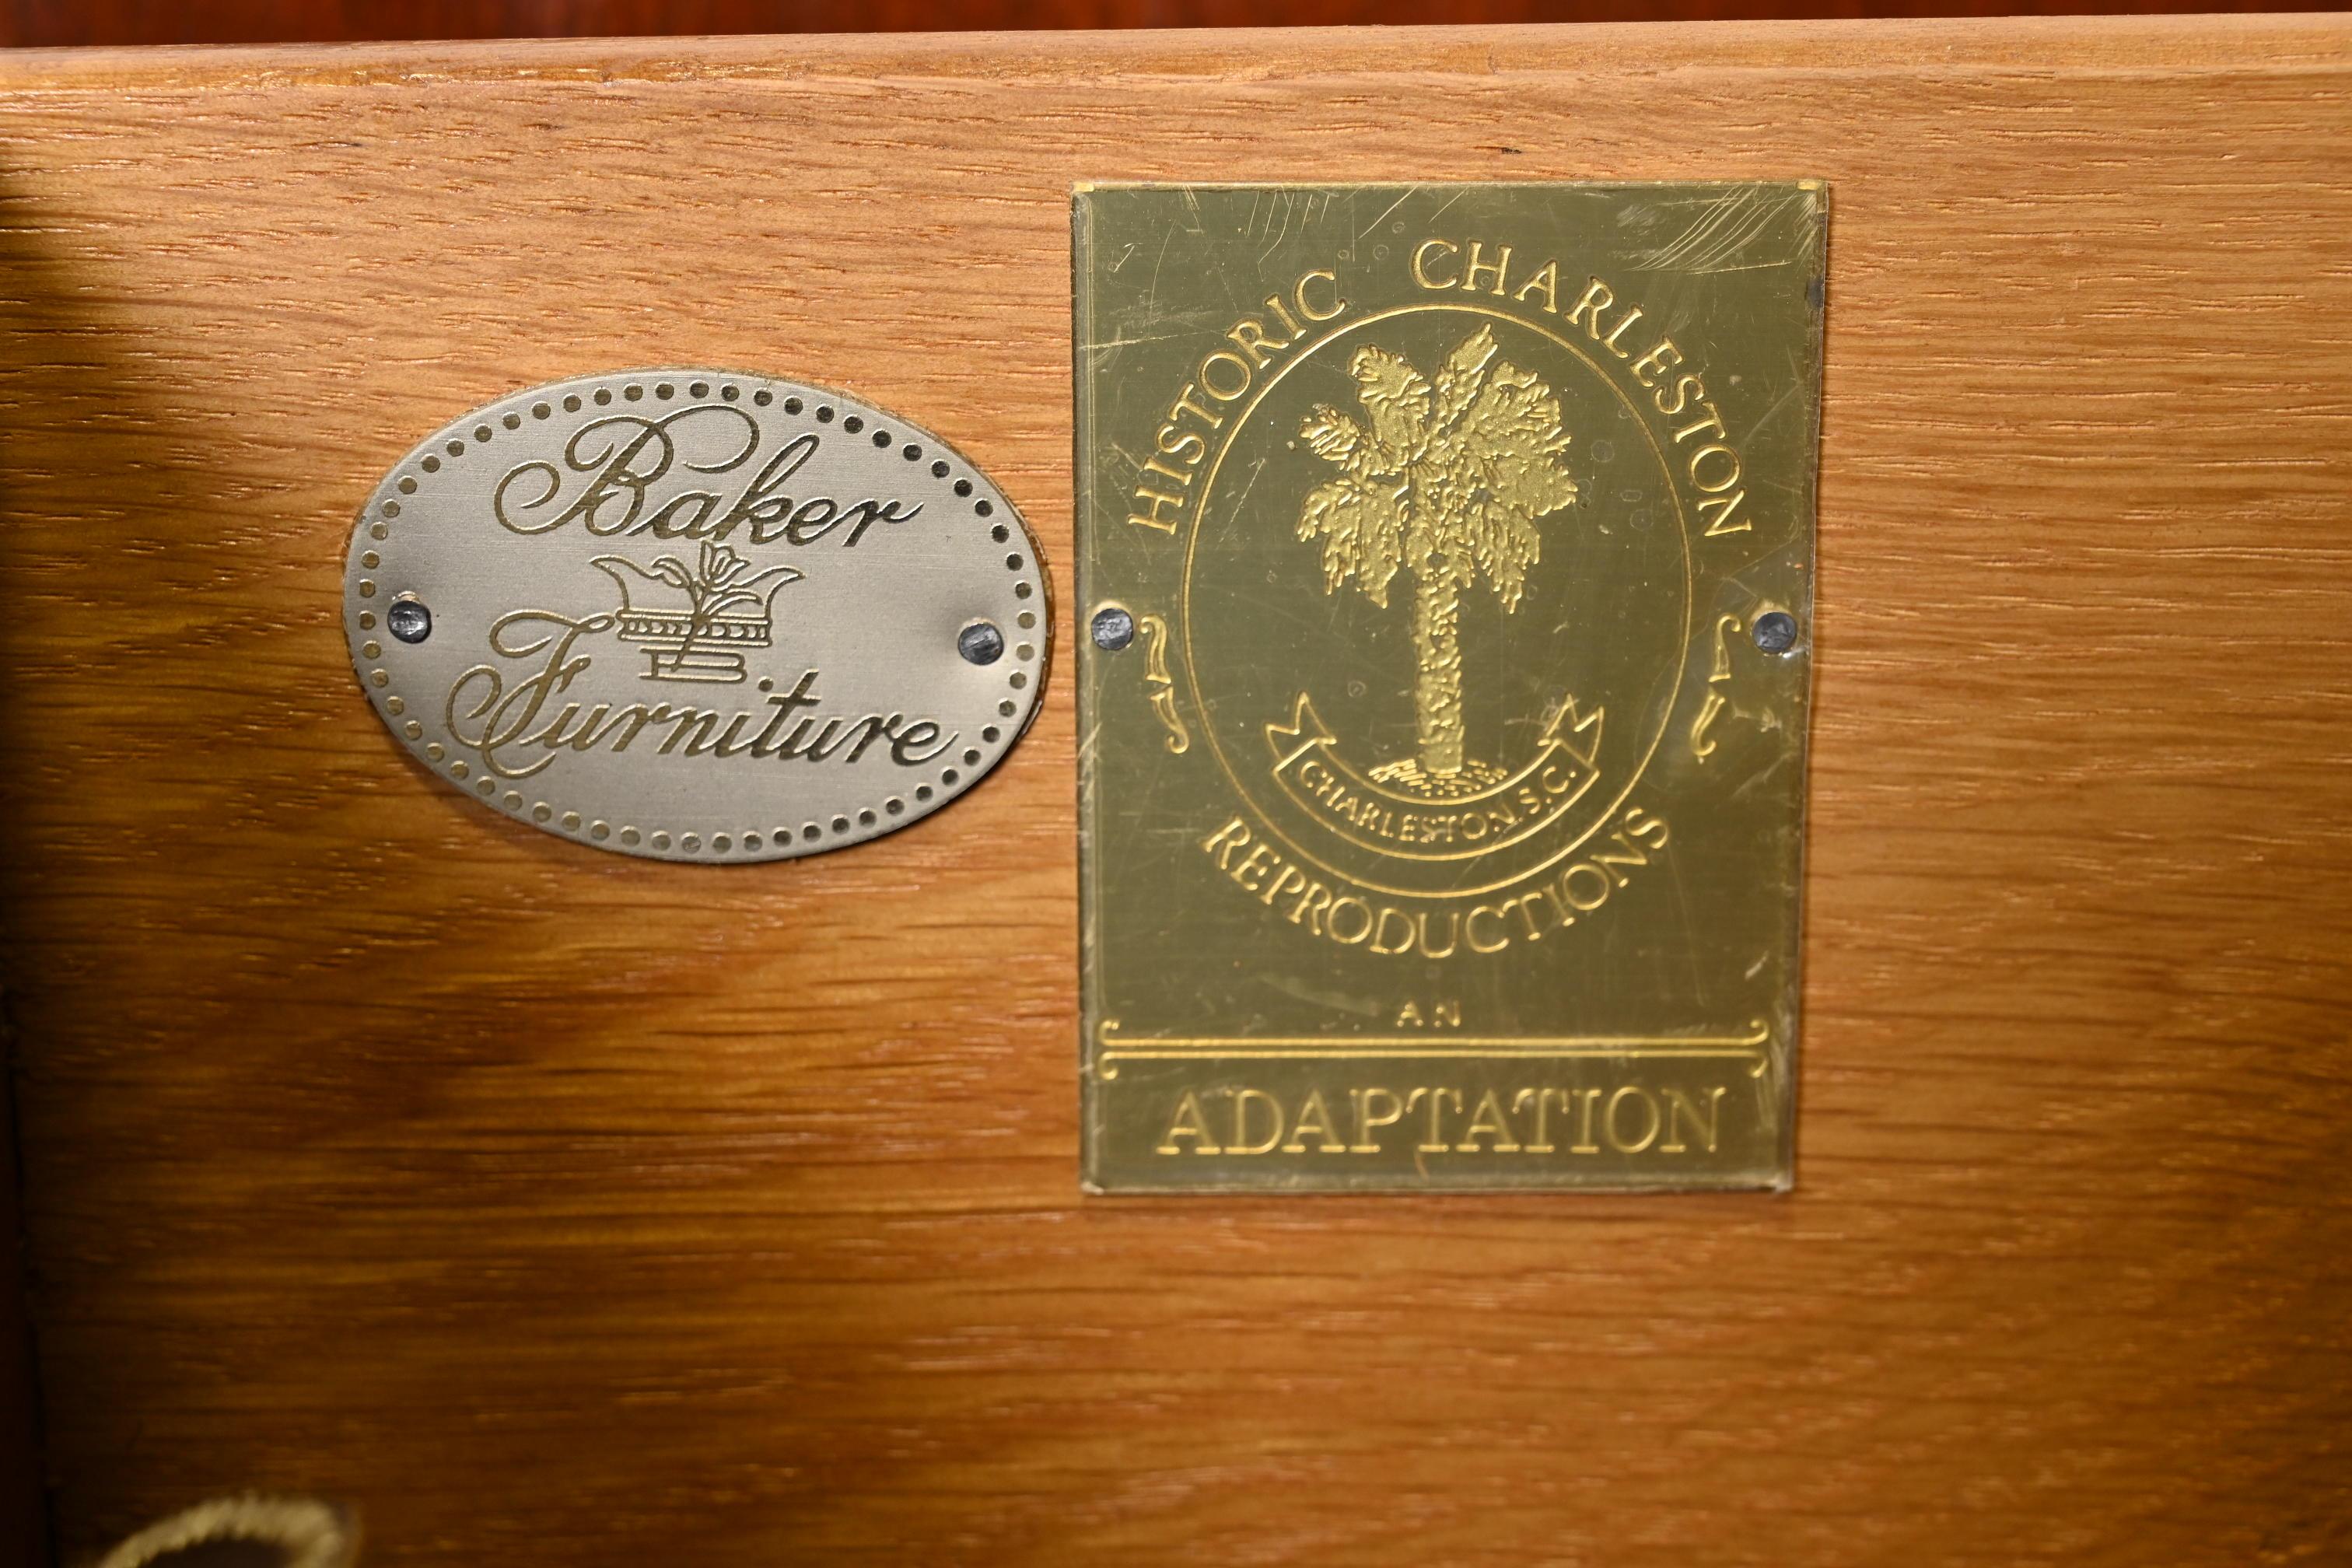 Baker
Furniture
HISTORIC CHARLESTON
CHARLESTON, S.C.
REPRODUCTIONS
AN
ADAPTATION